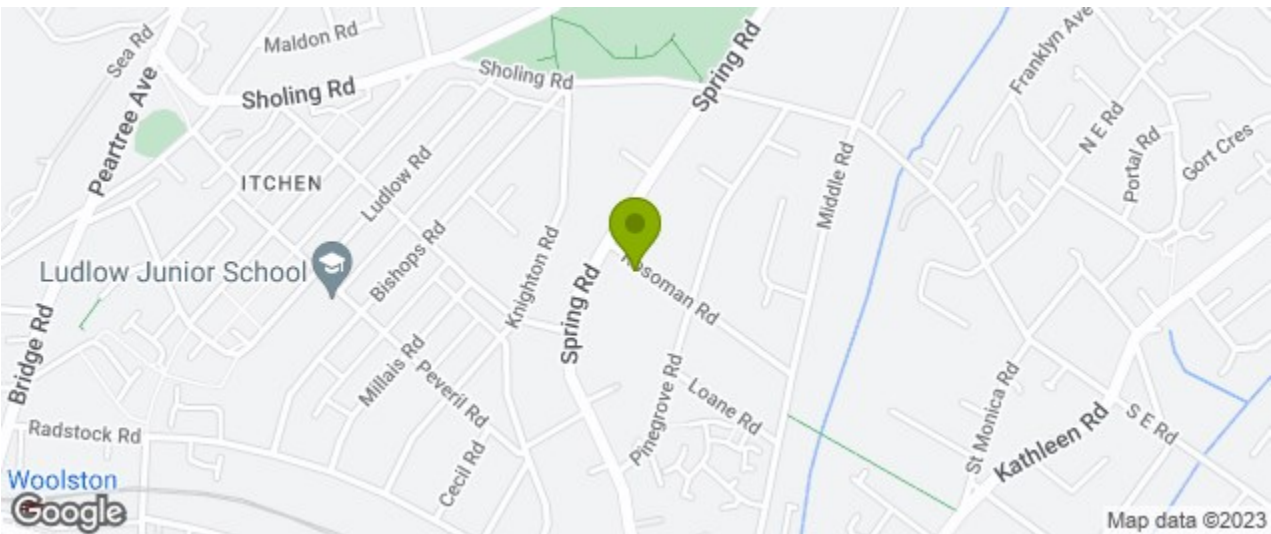 Sea Rd
Maldon Rd
Franklyn Ave
Spring Rd
Sholing Rd
Sholing Rd
N E Rd
Portal Rd
Gort Cres
Peartree Ave
ITCHEN
Ludlow Rd
Middle Rd
Bishops Rd
Knighton Rd
Ludlow Junior School
Rosoman Rd
Spring Rd
Bridge Rd
Millais Rd
Peveril Rd
Pinegrove Rd
Loane Rd
St Monica Rd
Kathleen Rd
S E Rd
Radstock Rd
Cecil Rd
Woolston
Google
Map data ©2023